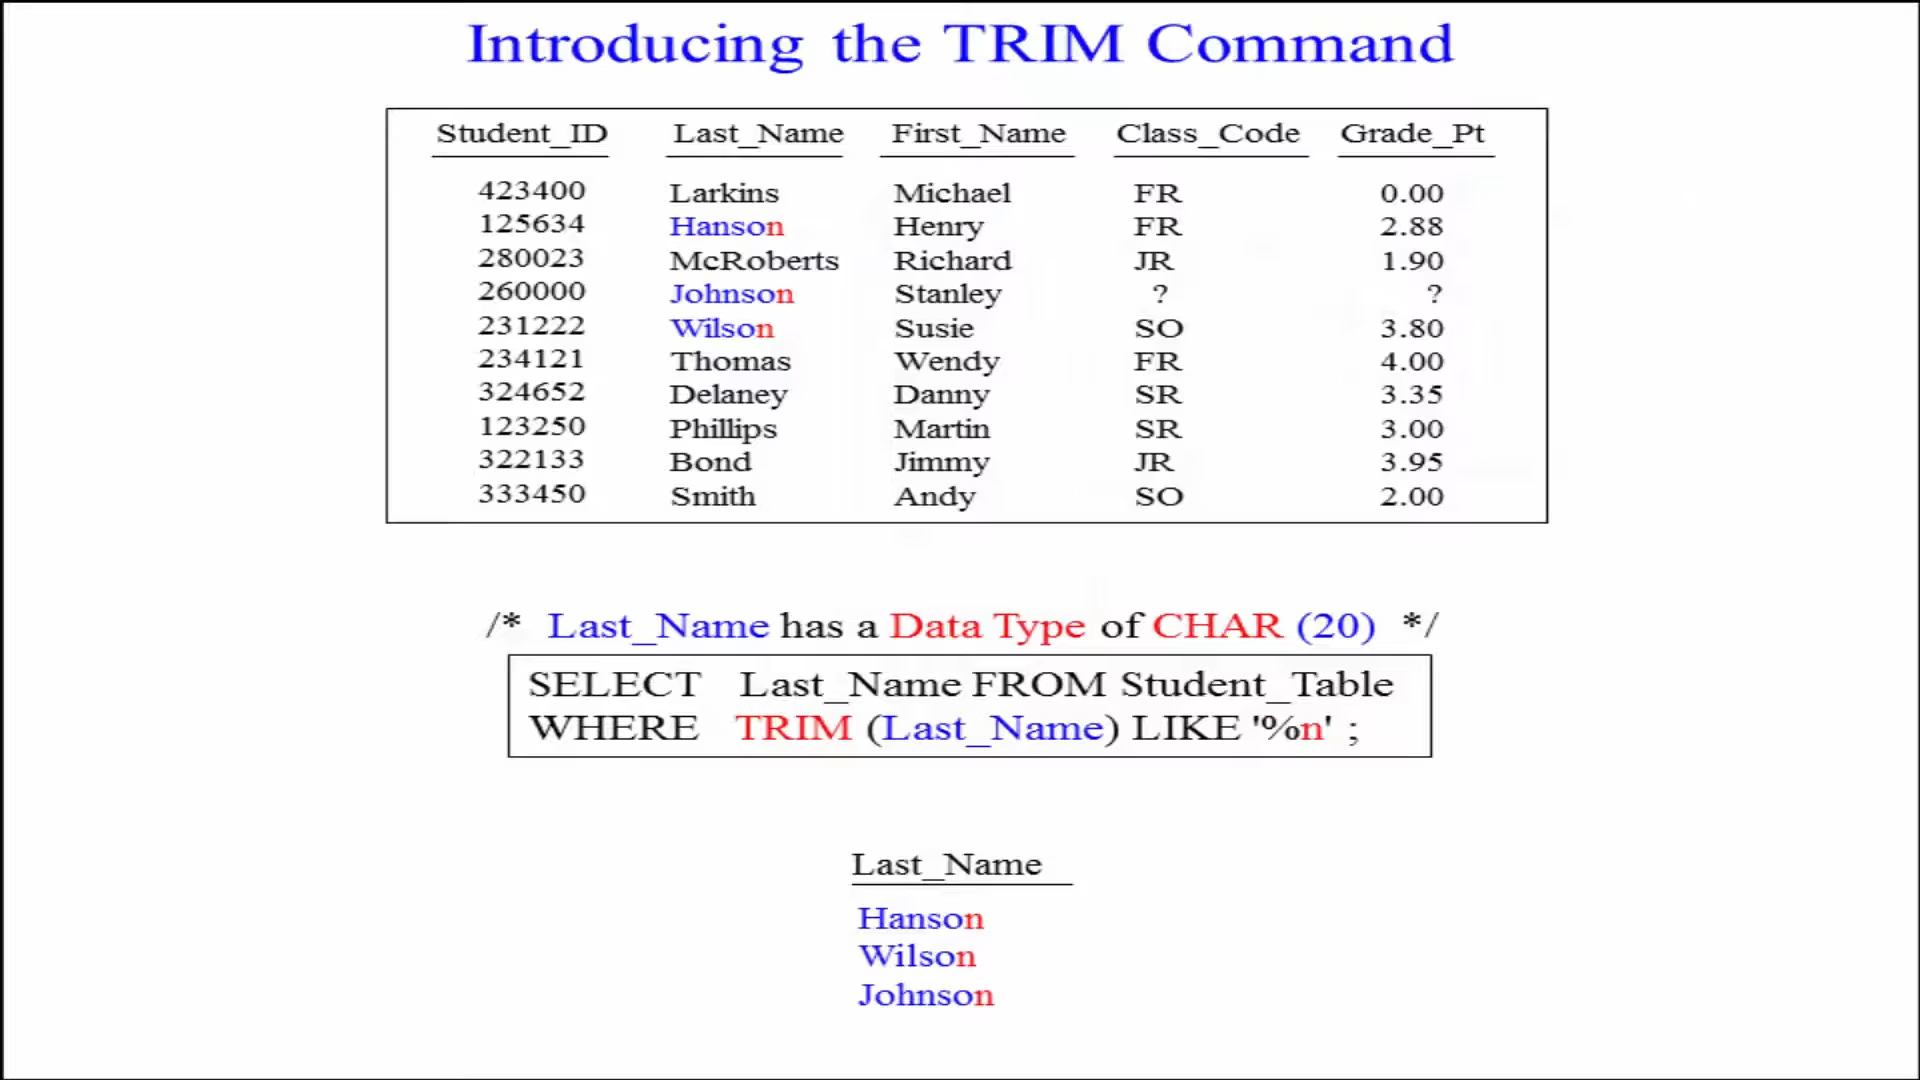 Introducing the TRIM Command
Student_ID Last_Name First_Name Class_Code Grade_Pt
423400 Larkins Michael FR 0.00
125634 Hanson Henry FR 2.88
280023 McRoberts Richard JR 1.90
260000 Johnson Stanley ? ?
231222 Wilson Susie SO 3.80
234121 Thomas Wendy FR 4.00
324652 Delaney Danny SR 3.35
123250 Phillips Martin SR 3.00
322133 Bond Jimmy JR 3.95
333450 Smith Andy SO 2.00
/* Last_Name has a Data Type of CHAR (20) */
SELECT Last_Name FROM Student_Table
WHERE TRIM (Last_Name) LIKE '%n' ;
Last_Name
Hanson
Wilson
Johnson